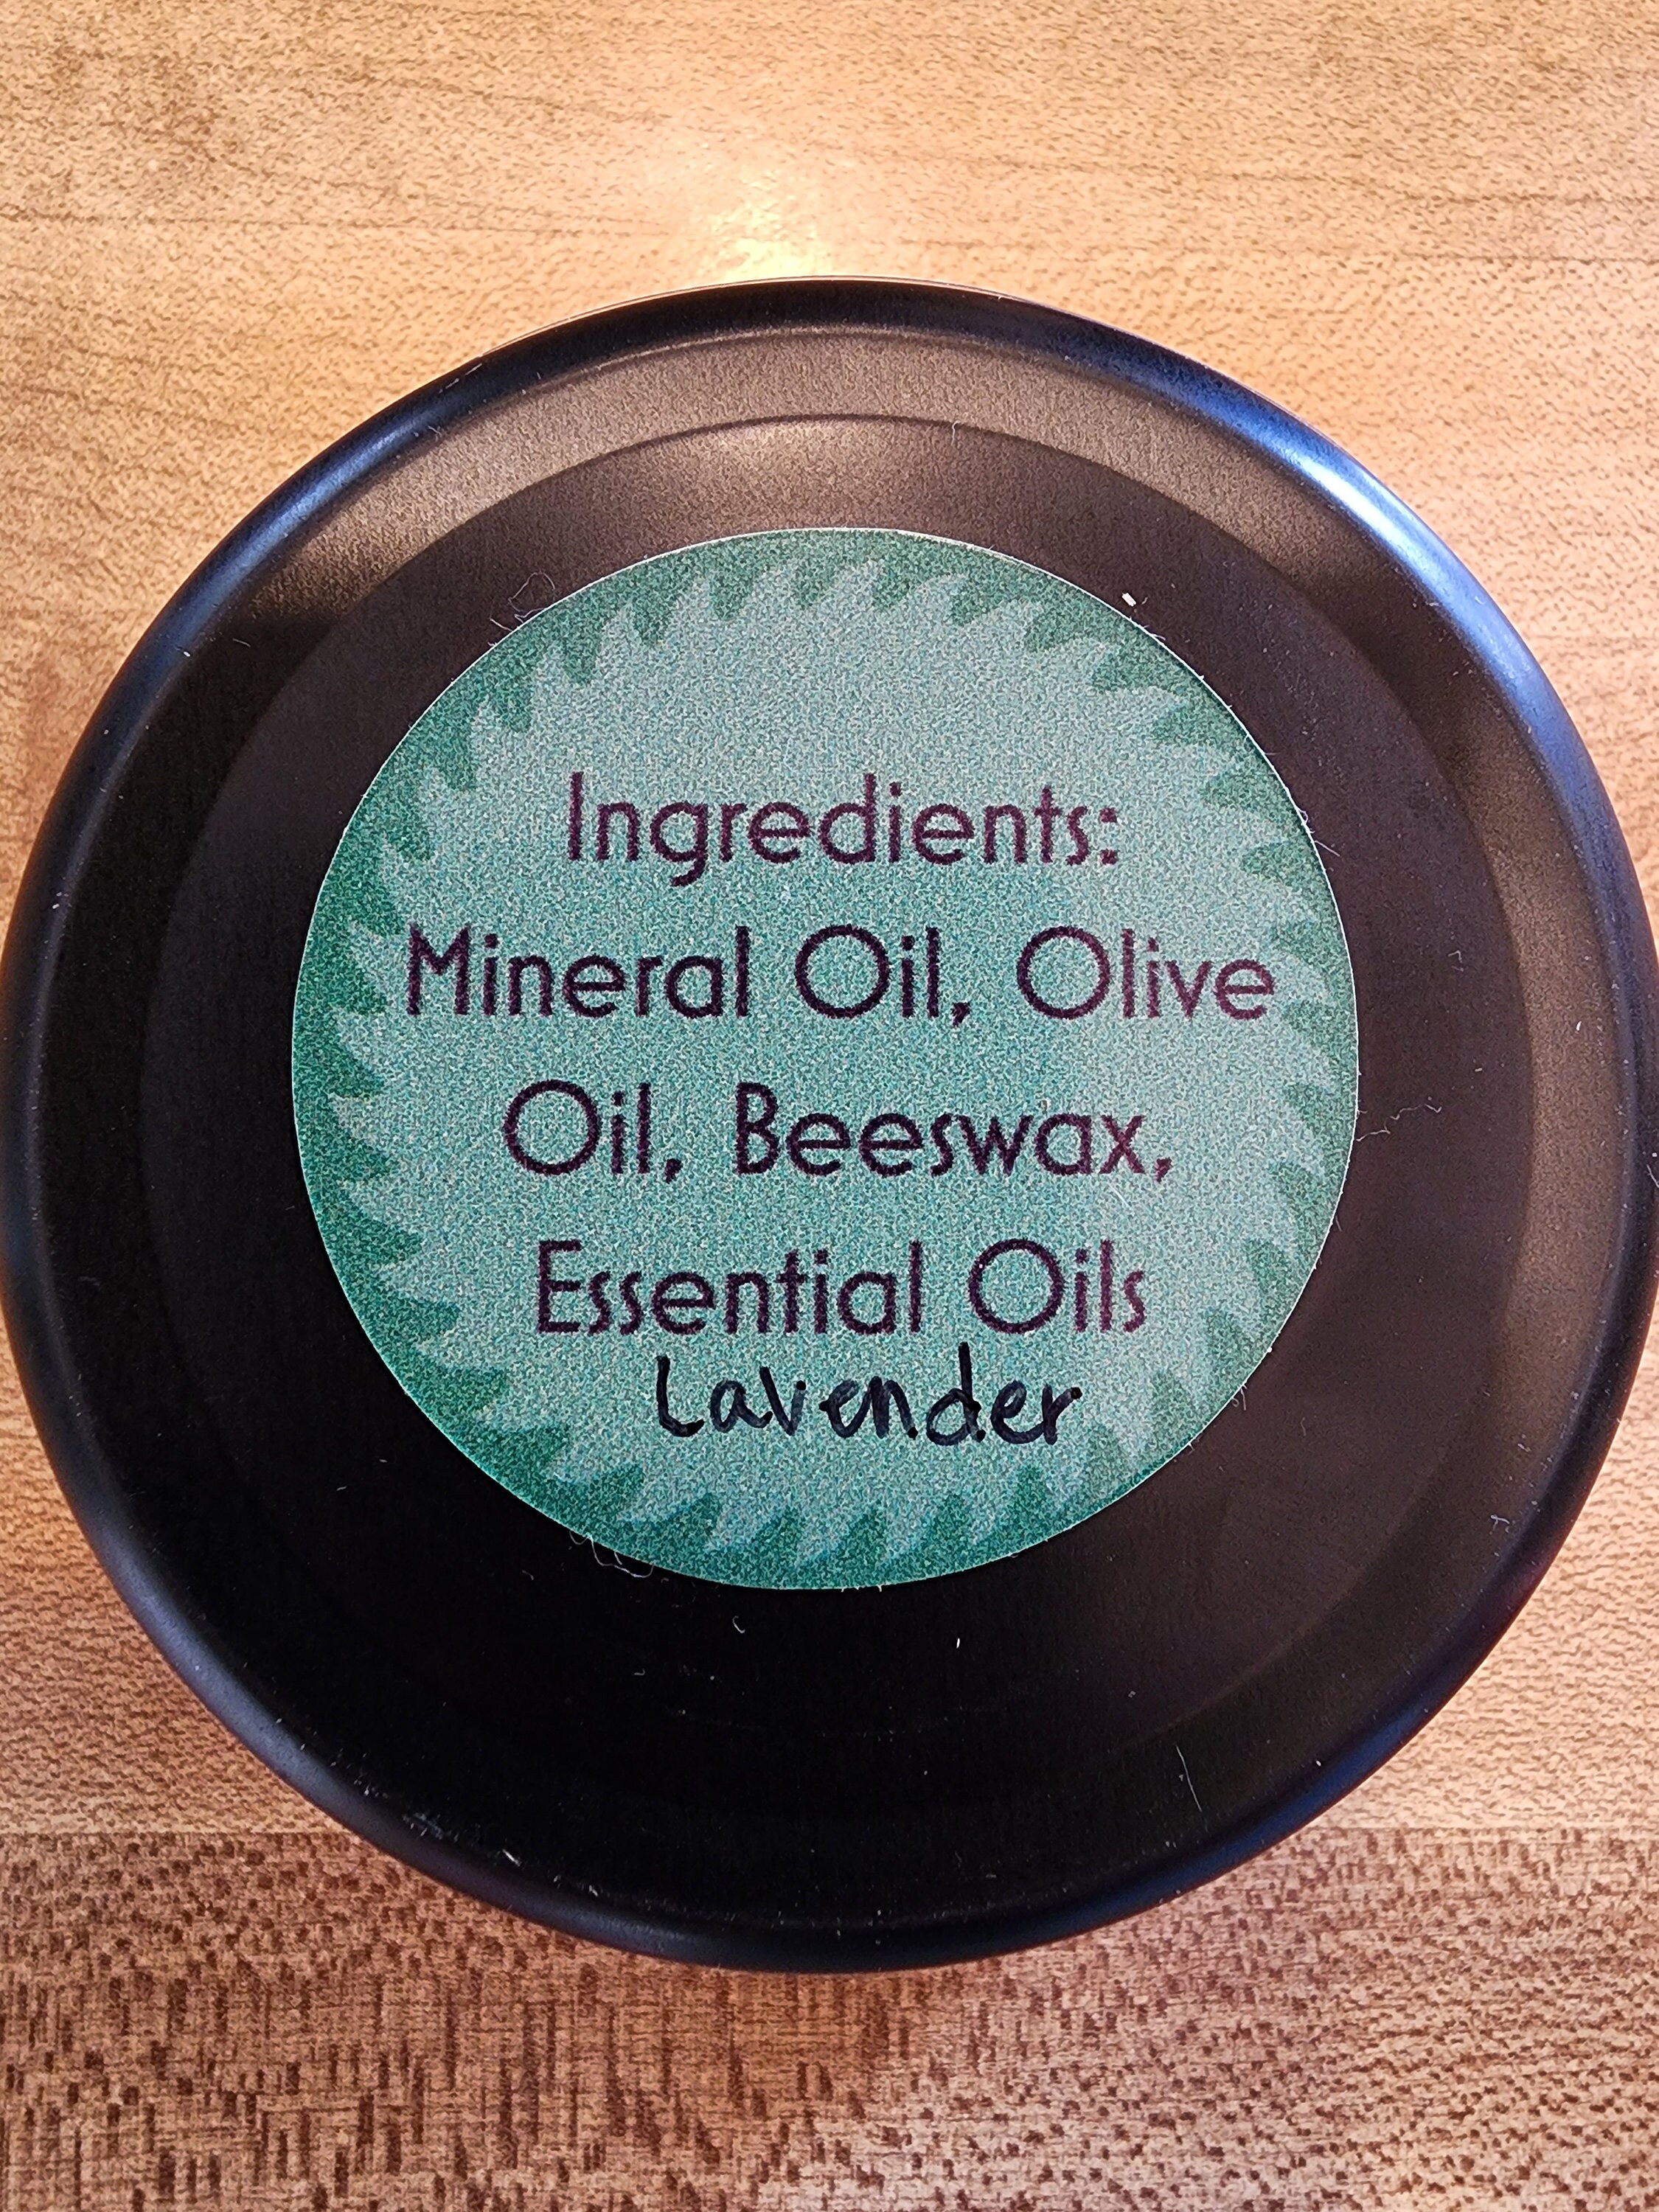 Ingredients:
Mineral Oil, Olive
Oil, Beeswax,
Essential Oils
Lavender